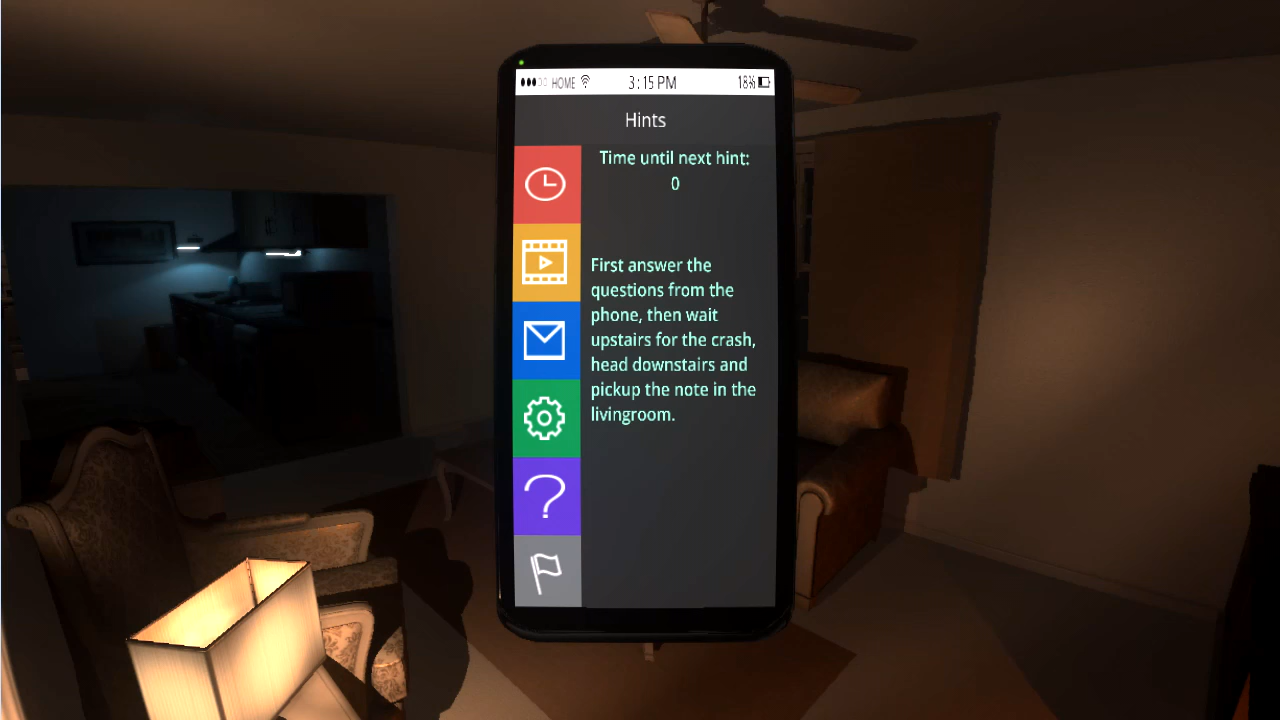 HOME 3:15 PM 18%
Hints
Time until next hint:
0
First answer the
questions from the
phone, then wait
upstairs for the crash,
head downstairs and
pickup the note in the
livingroom.